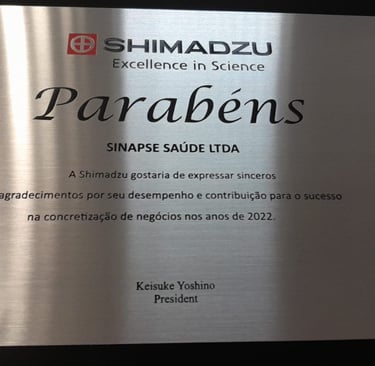 SHIMADZU
Excellence in Science
Parabéns
SINAPSE SAÚDE LTDA
A Shimadzu gostaria de expressar sinceros
agradecimentos por seu desempenho e contribuição para o sucesso
na concretização de negócios nos anos de 2022.
Keisuke Yoshino
President